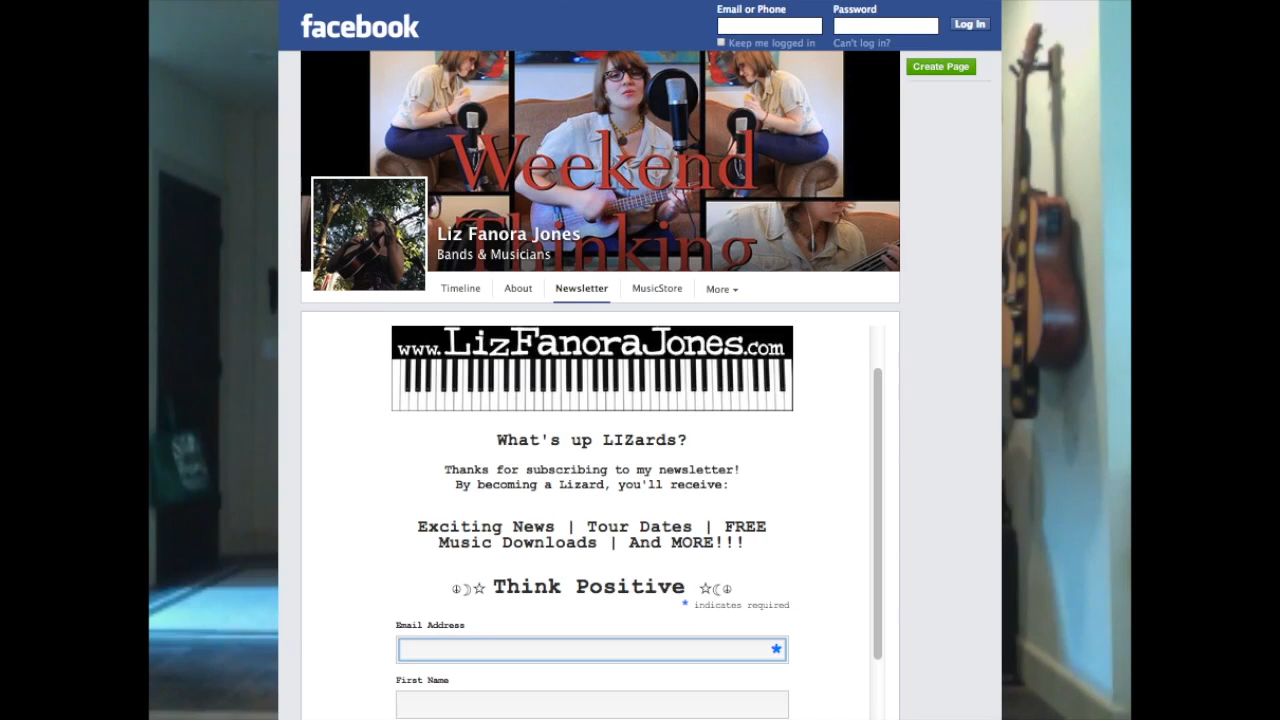 facebook
Email or Phone
Password
Log In
Keep me logged in
Can't log in?
Create Page
Weekend
Thinking
Liz Fanora Jones
Bands & Musicians
Timeline
About
Newsletter
MusicStore
More
www.LizFanoraJones.com
What's up LIZards?
Thanks for subscribing to my newsletter!
By becoming a Lizard, you'll receive:
Exciting News | Tour Dates | FREE
Music Downloads | And MORE!!!
☮☽☆ Think Positive ☆☾☮
* indicates required
Email Address
*
First Name